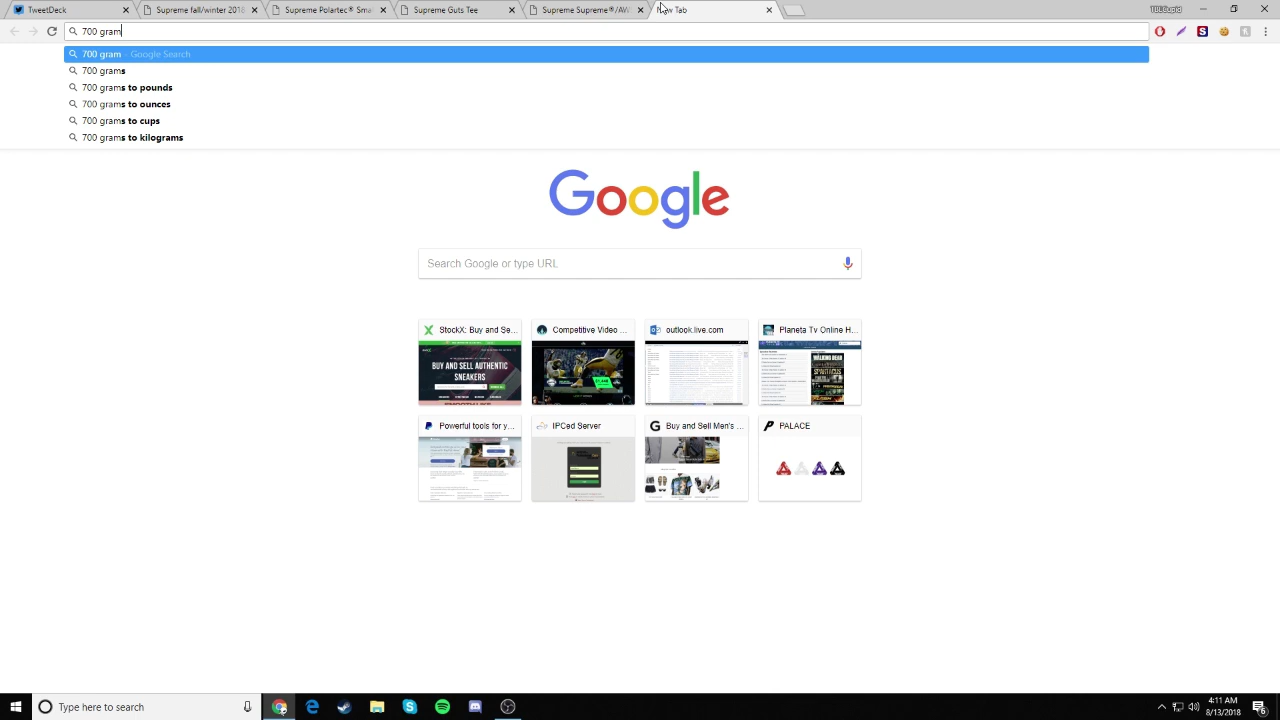 TweetDeck
Supreme fall/winter 2018
Supreme Polartec® Sma
Supreme Guts Tee
Supreme Supreme®/AW
New Tab
700 gram
700 gram - Google Search
700 grams
700 grams to pounds
700 grams to ounces
700 grams to cups
700 grams to kilograms
Google
Search Google or type URL
StockX: Buy and Se...
Competitive Video ...
outlook.live.com
Planeta Tv Online H...
BUY AND SELL AUTHENTIC
SNEAKERS
THE WALKING DEAD
SPARTACUS
Powerful tools for y...
IPCed Server
Buy and Sell Men's ...
PALACE
Type here to search
4:11 AM
8/13/2018